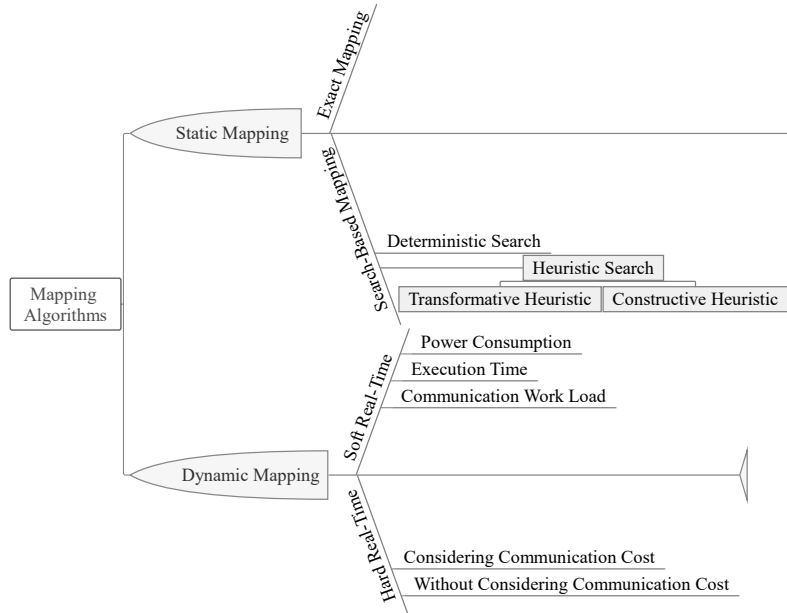 Mapping
Algorithms
Static Mapping
Exact Mapping
Search-Based Mapping
Deterministic Search
Heuristic Search
Transformative Heuristic
Constructive Heuristic
Dynamic Mapping
Soft Real-Time
Power Consumption
Execution Time
Communication Work Load
Hard Real-Time
Considering Communication Cost
Without Considering Communication Cost